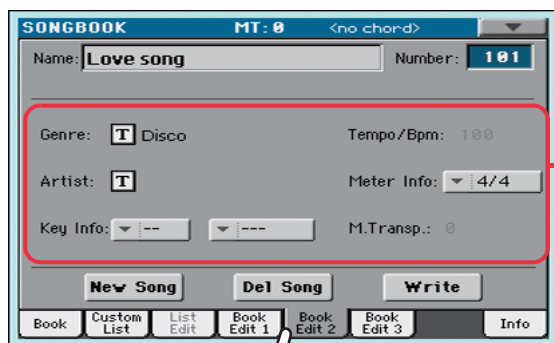 SONGBOOK MT: 0 <no chord>
Name: Love song Number: 101
Genre: T Disco Tempo/Bpm: 100
Artist: T Meter Info: 4/4
Key Info: -- --- M.Transp.: 0
New Song Del Song Write
Book Custom List List Edit Book Edit 1 Book Edit 2 Book Edit 3 Info